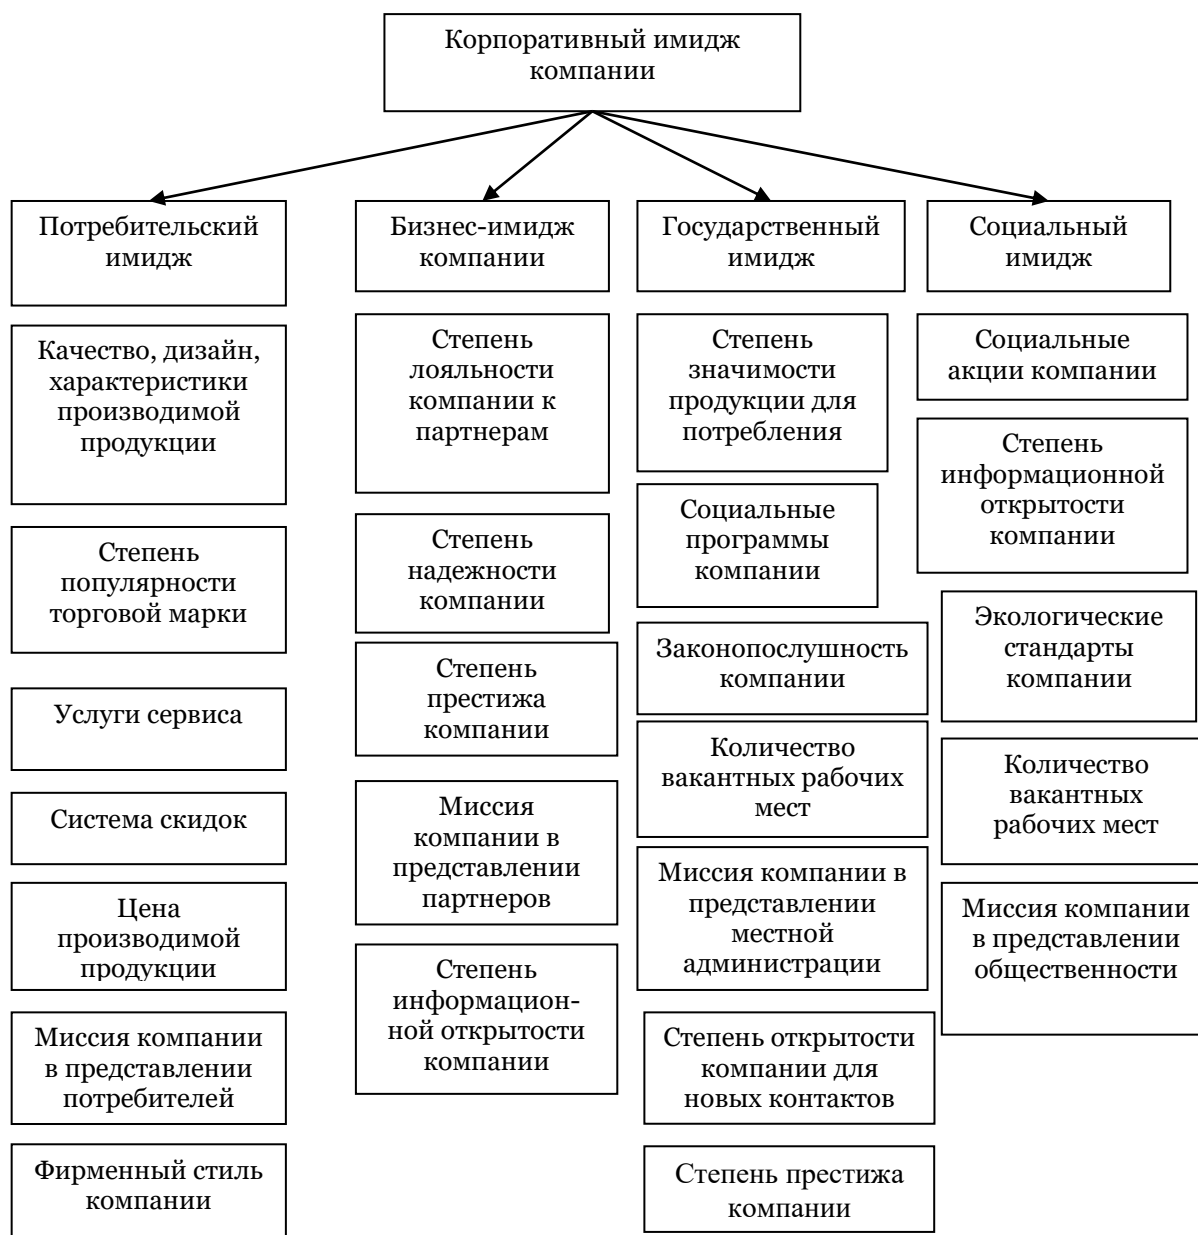 Корпоративный имидж
компании
Потребительский
имидж
Качество, дизайн,
характеристики
производимой
продукции
Степень
популярности
торговой марки
Услуги сервиса
Система скидок
Цена
производимой
продукции
Миссия компании
в представлении
потребителей
Фирменный стиль
компании
Бизнес-имидж
компании
Степень
лояльности
компании к
партнерам
Степень
надежности
компании
Степень
престижа
компании
Миссия
компании в
представлении
партнеров
Степень
информацион-
ной открытости
компании
Государственный
имидж
Степень
значимости
продукции для
потребления
Социальные
программы
компании
Законопослушность
компании
Количество
вакантных рабочих
мест
Миссия компании в
представлении
местной
администрации
Степень открытости
компании для
новых контактов
Степень престижа
компании
Социальный
имидж
Социальные
акции компании
Степень
информационной
открытости
компании
Экологические
стандарты
компании
Количество
вакантных
рабочих мест
Миссия компании
в представлении
общественности